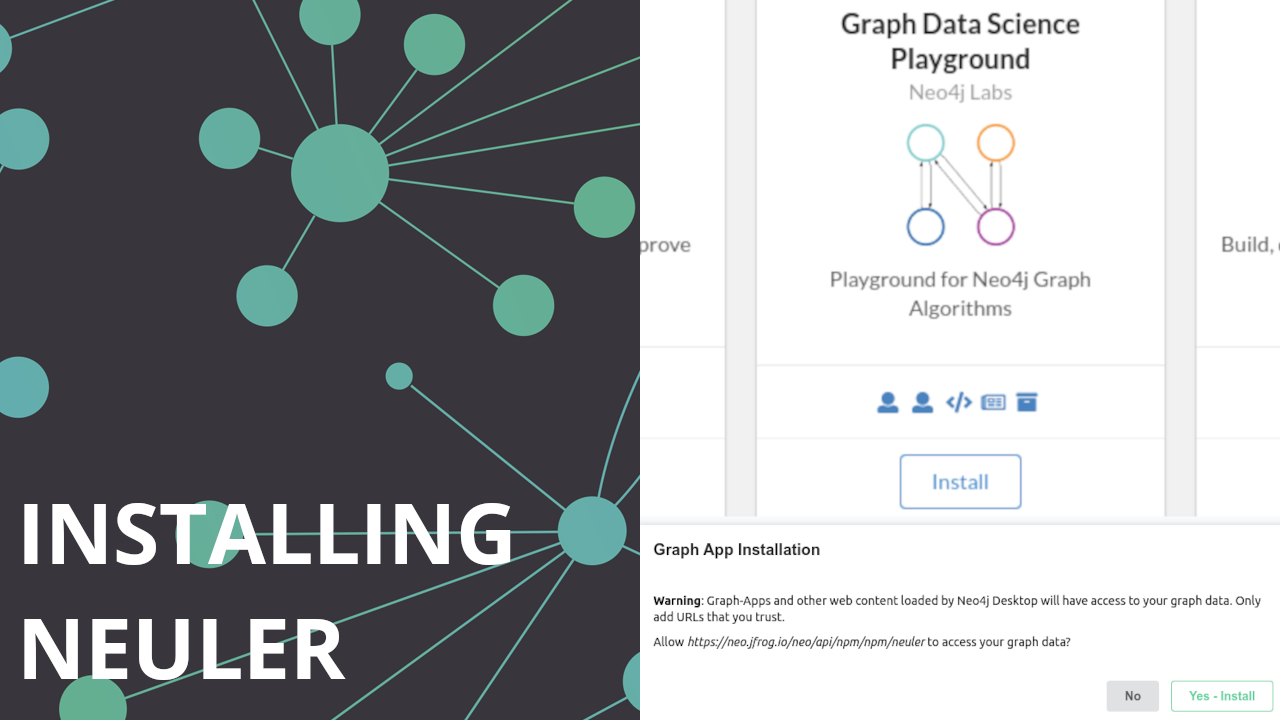 INSTALLING
NEULER
Graph Data Science
Playground
Neo4j Labs
prove
Build,
Playground for Neo4j Graph
Algorithms
Install
Graph App Installation
Warning: Graph-Apps and other web content loaded by Neo4j Desktop will have access to your graph data. Only
add URLs that you trust.
Allow https://neo.jfrog.io/neo/api/npm/npm/neuler to access your graph data?
No
Yes - Install